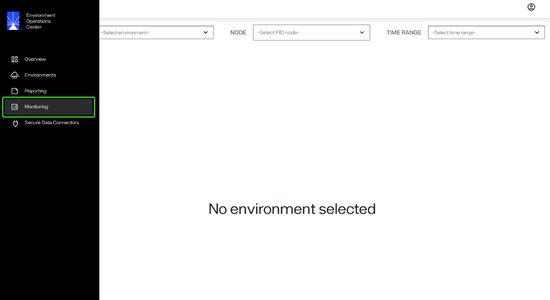 Environment
Operations
Center
-Select environment-
NODE
-Select FID node-
TIME RANGE
-Select time range-
Overview
Environments
Reporting
Monitoring
Secure Data Connectors
No environment selected